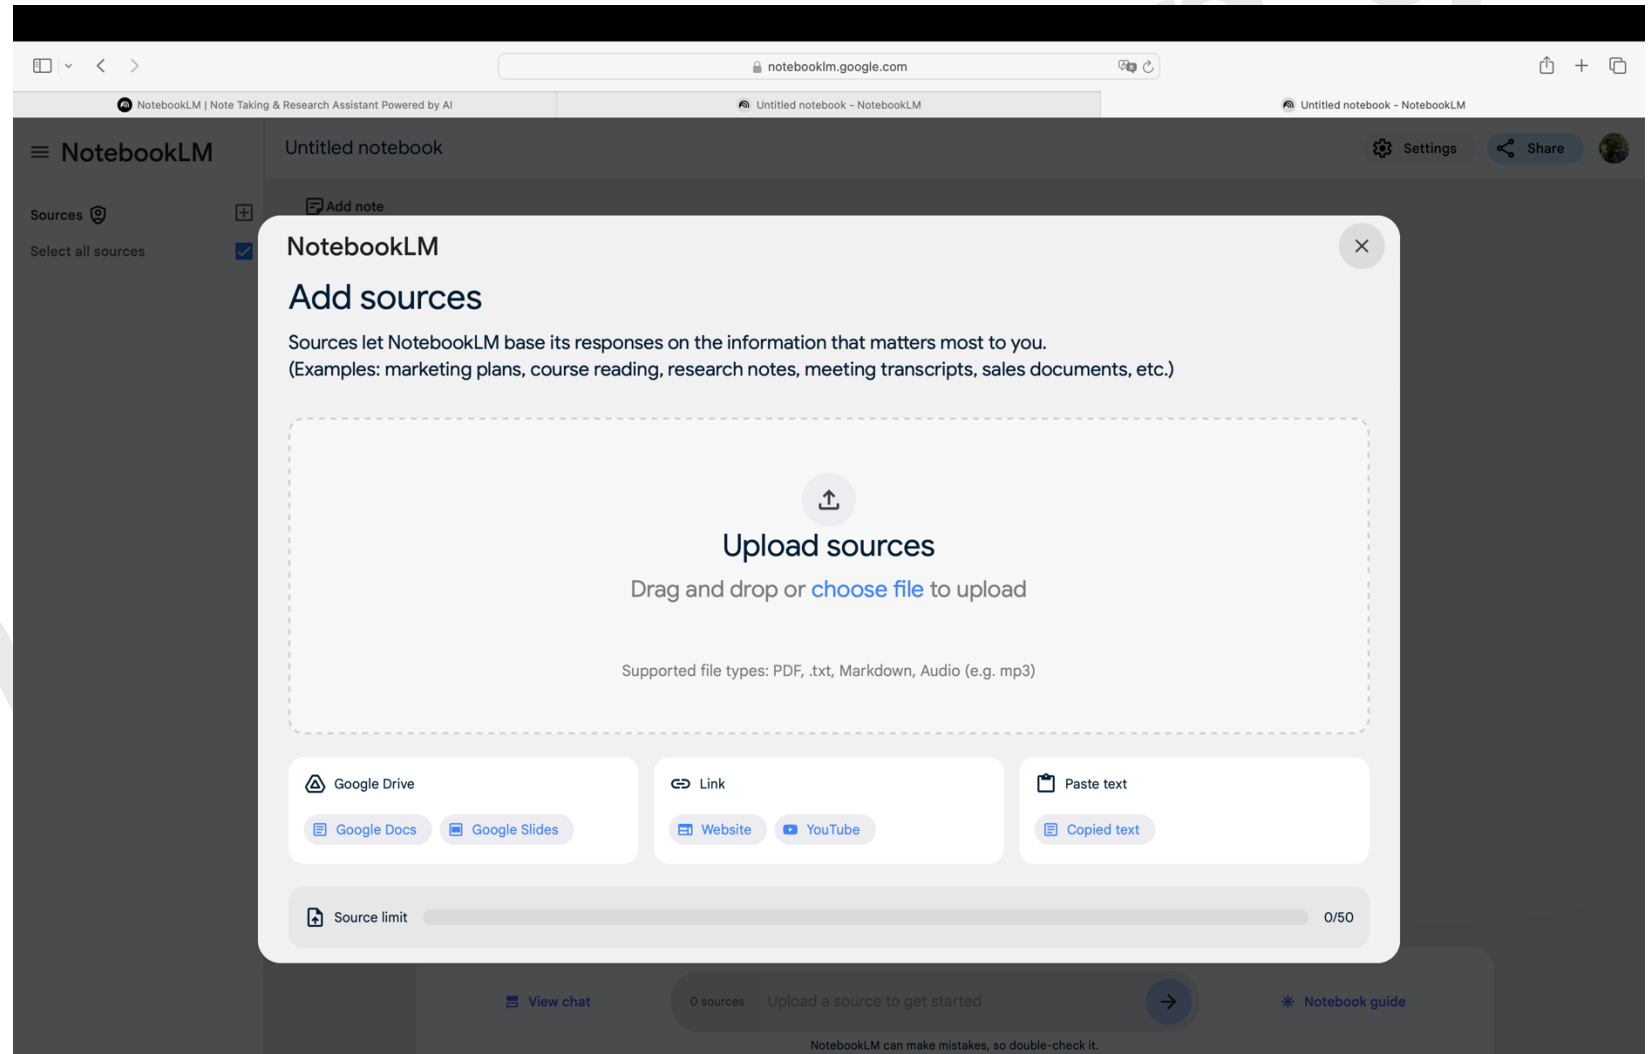 notebooklm.google.com
NotebookLM | Note Taking & Research Assistant Powered by AI
Untitled notebook - NotebookLM
Untitled notebook - NotebookLM
NotebookLM
Untitled notebook
Settings
Share
Sources
Add note
Select all sources
NotebookLM
Add sources
Sources let NotebookLM base its responses on the information that matters most to you.
(Examples: marketing plans, course reading, research notes, meeting transcripts, sales documents, etc.)
Upload sources
Drag and drop or choose file to upload
Supported file types: PDF, .txt, Markdown, Audio (e.g. mp3)
Google Drive
Google Docs
Google Slides
Link
Website
YouTube
Paste text
Copied text
Source limit
0/50
View chat
0 sources
Upload a source to get started
Notebook guide
NotebookLM can make mistakes, so double-check it.